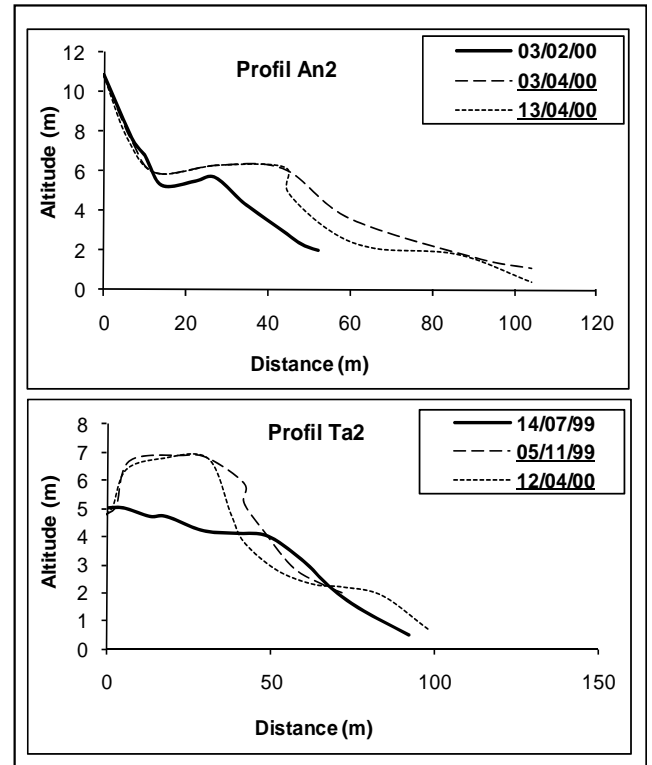 Profil An2
03/02/00
03/04/00
13/04/00
Altitude (m)
12
10
8
6
4
2
0
0 20 40 60 80 100 120
Distance (m)
Profil Ta2
14/07/99
05/11/99
12/04/00
Altitude (m)
8
7
6
5
4
3
2
1
0
0 50 100 150
Distance (m)